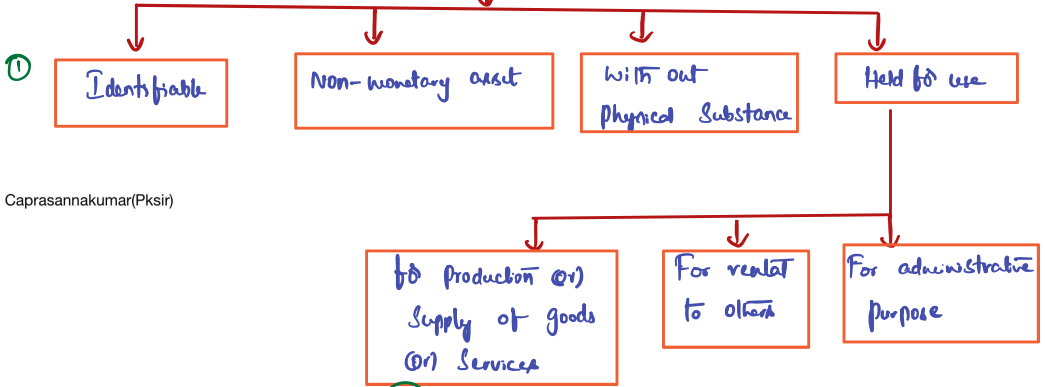 ①
Identifiable
Non-monetary asset
With out
Physical Substance
Held for use
Caprasannakumar(Pksir)
for Production (or)
Supply of goods
(or) Services
For rental
to others
For administrative
purpose